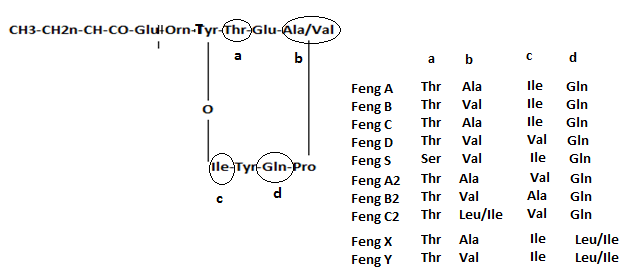 CH3-CH2n-CH-CO-Glu-Orn-Tyr-Thr-Glu-Ala/Val
a
b
O
Ile-Tyr-Gln-Pro
c
d
a b c d
Feng A Thr Ala Ile Gln
Feng B Thr Val Ile Gln
Feng C Thr Ala Ile Gln
Feng D Thr Val Val Gln
Feng S Ser Val Ile Gln
Feng A2 Thr Ala Val Gln
Feng B2 Thr Val Ala Gln
Feng C2 Thr Leu/Ile Val Gln
Feng X Thr Ala Ile Leu/Ile
Feng Y Thr Val Ile Leu/Ile